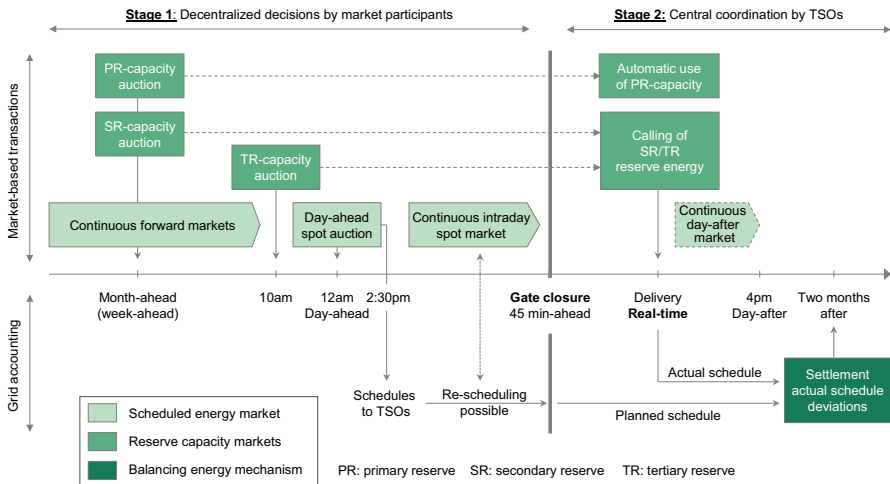 Stage 1: Decentralized decisions by market participants
Stage 2: Central coordination by TSOs
Market-based transactions
PR-capacity
auction
Automatic use
of PR-capacity
SR-capacity
auction
Calling of
SR/TR
reserve energy
TR-capacity
auction
Continuous forward markets
Day-ahead
spot auction
Continuous intraday
spot market
Continuous
day-after
market
Month-ahead
(week-ahead)
10am
12am
Day-ahead
2:30pm
Gate closure
45 min-ahead
Delivery
Real-time
4pm
Day-after
Two months
after
Grid accounting
Schedules
to TSOs
Re-scheduling
possible
Actual schedule
Planned schedule
Settlement
actual schedule
deviations
Scheduled energy market
Reserve capacity markets
Balancing energy mechanism
PR: primary reserve SR: secondary reserve TR: tertiary reserve